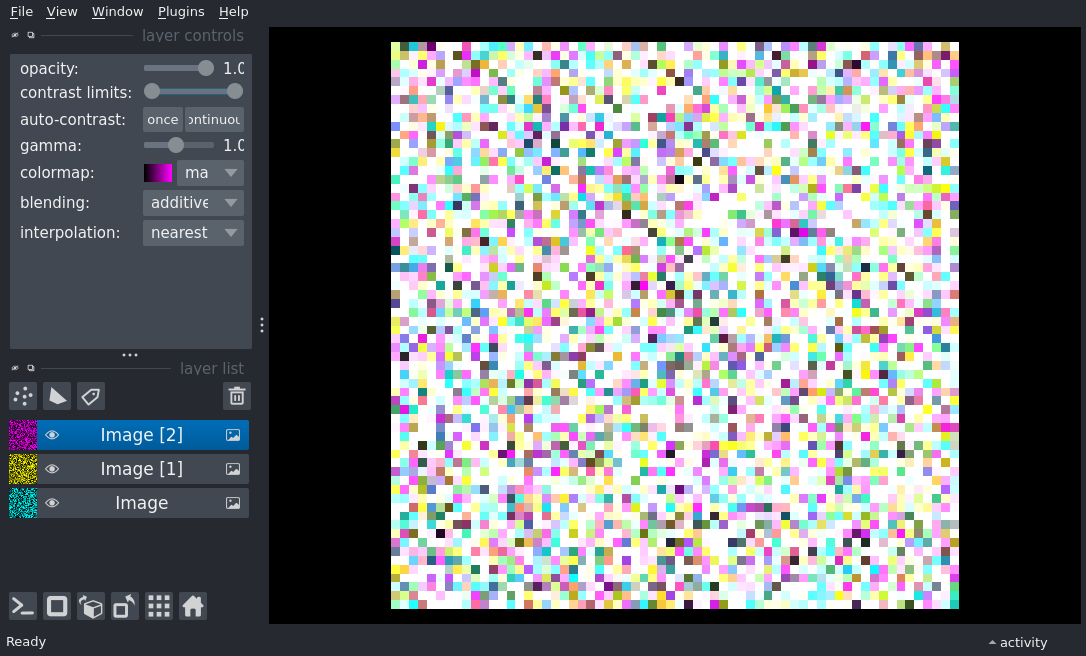 File View Window Plugins Help
layer controls
opacity: 1.0
contrast limits:
auto-contrast: once ontinuou
gamma: 1.0
colormap: ma
blending: additive
interpolation: nearest
layer list
Image [2]
Image [1]
Image
Ready
activity